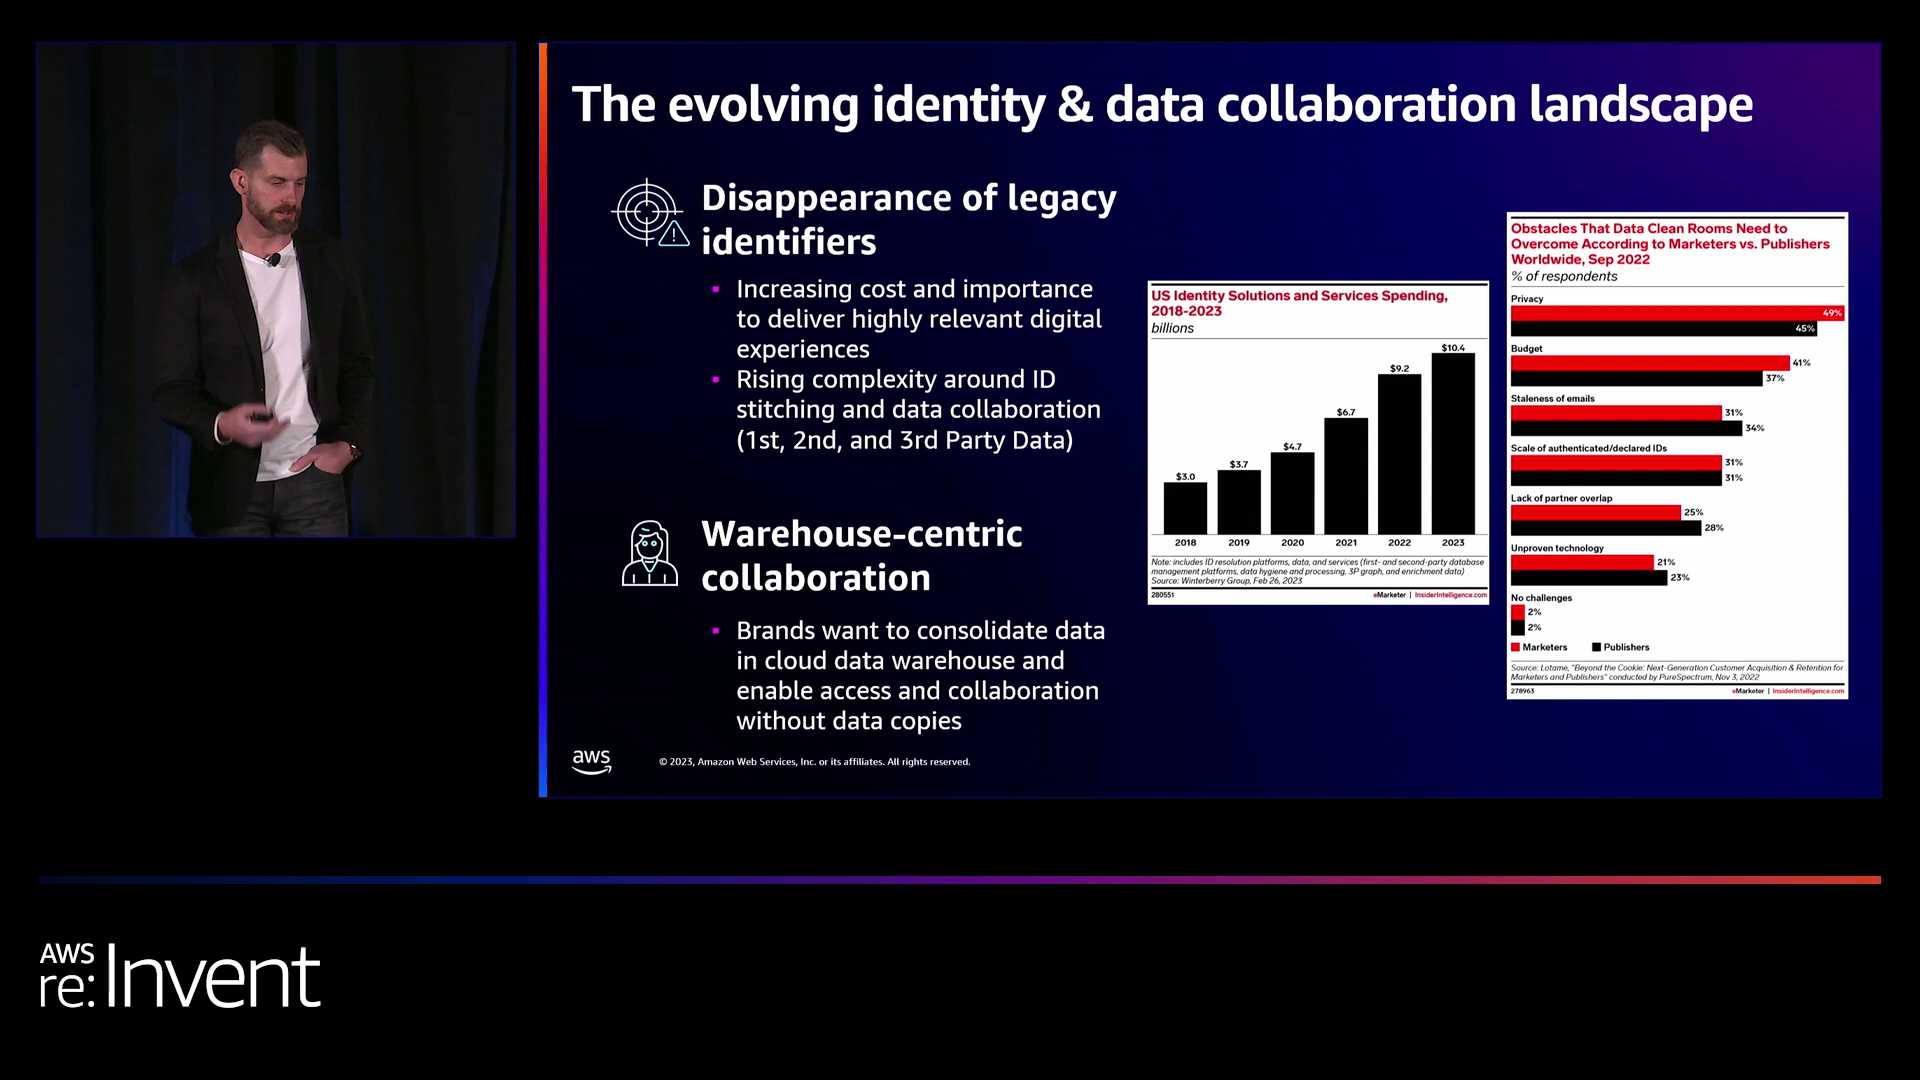 The evolving identity & data collaboration landscape
Disappearance of legacy
identifiers
▪ Increasing cost and importance
to deliver highly relevant digital
experiences
▪ Rising complexity around ID
stitching and data collaboration
(1st, 2nd, and 3rd Party Data)
Warehouse-centric
collaboration
▪ Brands want to consolidate data
in cloud data warehouse and
enable access and collaboration
without data copies
US Identity Solutions and Services Spending,
2018-2023
billions
$3.0
$3.7
$4.7
$6.7
$9.2
$10.4
2018 2019 2020 2021 2022 2023
Note: includes ID resolution platforms, data, and services (first- and second-party database
management platforms, data hygiene and processing, 3P graph, and enrichment data)
Source: Winterberry Group, Feb 26, 2023
280551 eMarketer | InsiderIntelligence.com
Obstacles That Data Clean Rooms Need to
Overcome According to Marketers vs. Publishers
Worldwide, Sep 2022
% of respondents
Privacy
49%
45%
Budget
41%
37%
Staleness of emails
31%
34%
Scale of authenticated/declared IDs
31%
31%
Lack of partner overlap
25%
28%
Unproven technology
21%
23%
No challenges
2%
2%
Marketers Publishers
Source: Lotame, "Beyond the Cookie: Next-Generation Customer Acquisition & Retention for
Marketers and Publishers" conducted by PureSpectrum, Nov 3, 2022
278963 eMarketer | InsiderIntelligence.com
aws
© 2023, Amazon Web Services, Inc. or its affiliates. All rights reserved.
AWS
re:Invent